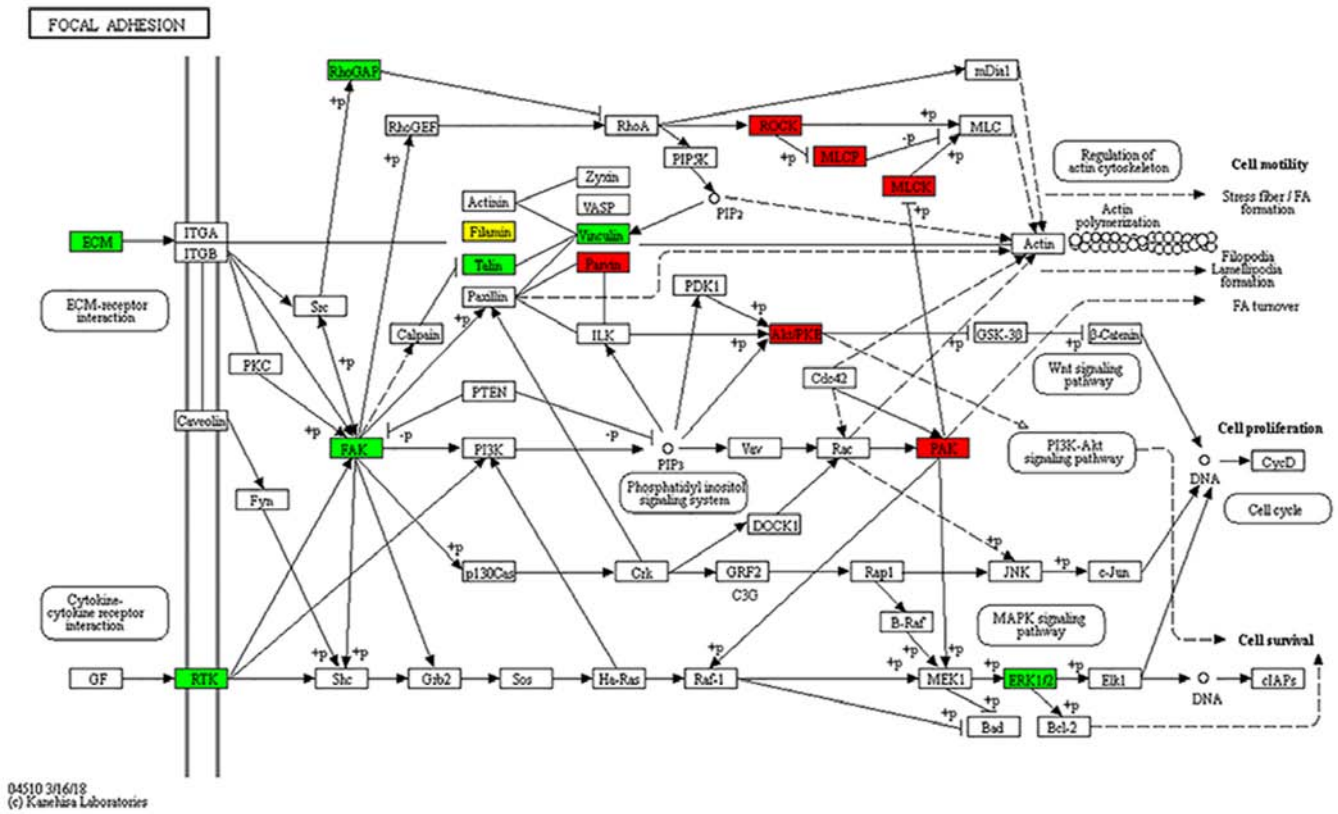 FOCAL ADHESION
RhoGAP
mDia1
+p
RhoGEF
RhoA
ROCK
+p
MLC
-p
+p
+p
MLCP
+p
PIP5K
MLCK
+p
Regulation of
actin cytoskeleton
Cell motility
Zyxin
Actinin
VASP
PIP2
Stress fiber / FA
formation
Actin
polymerization
ECM
ITGA
ITGB
Filamin
Vinculin
Actin
Talin
Parvin
Filopodia
Lamellipodia
formation
ECM-receptor
interaction
Src
Paxillin
PDK1
FA turnover
+p
+p
Calpain
ILK
Akt/PKB
+p
GSK-3β
+p
β-Catenin
PKC
+p
Wnt signaling
pathway
Cdc42
PTEN
Caveolin
+p
-p
-p
FAK
PI3K
PIP3
Vav
Rac
PAK
PI3K-Akt
signaling pathway
Cell proliferation
DNA
CycD
Phosphatidyl inositol
signaling system
Fyn
Cell cycle
DOCK1
+p
+p
+p
p130Cas
Crk
GRF2
C3G
Rap1
JNK
c-Jun
Cytokine-
cytokine receptor
interaction
B-Raf
MAPK signaling
pathway
Cell survival
+p
+p
+p
+p
+p
+p
+p
GF
RTK
Shc
Grb2
Sos
Ha-Ras
Raf-1
MEK1
ERK1/2
Elk1
DNA
cIAPs
+p
+p
+p
Bad
Bcl-2
04510 3/16/18
(c) Kanehisa Laboratories